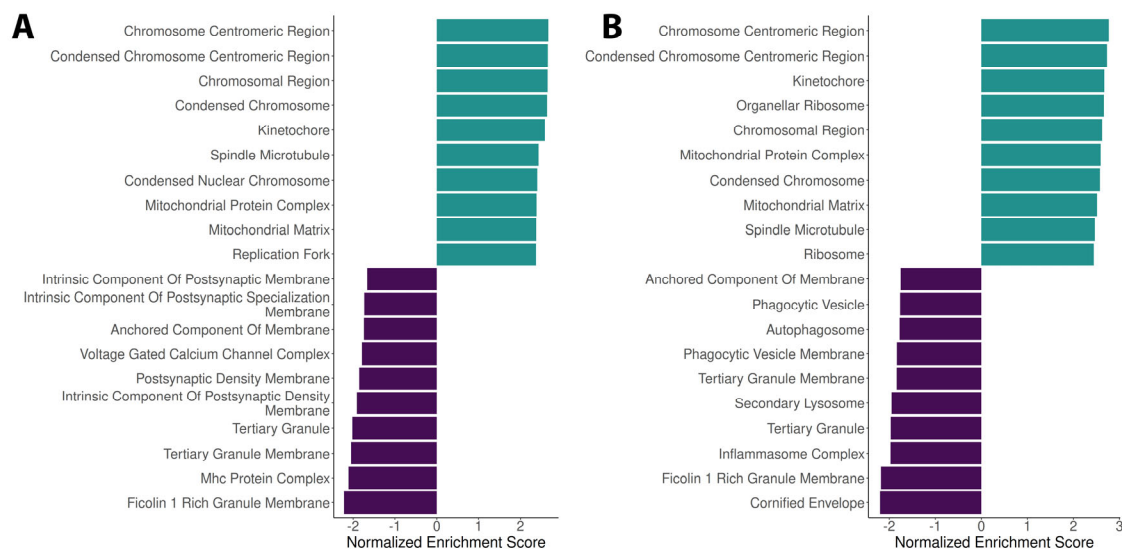 A
Chromosome Centromeric Region
Condensed Chromosome Centromeric Region
Chromosomal Region
Condensed Chromosome
Kinetochore
Spindle Microtubule
Condensed Nuclear Chromosome
Mitochondrial Protein Complex
Mitochondrial Matrix
Replication Fork
Intrinsic Component Of Postsynaptic Membrane
Intrinsic Component Of Postsynaptic Specialization
Membrane
Anchored Component Of Membrane
Voltage Gated Calcium Channel Complex
Postsynaptic Density Membrane
Intrinsic Component Of Postsynaptic Density
Membrane
Tertiary Granule
Tertiary Granule Membrane
Mhc Protein Complex
Ficolin 1 Rich Granule Membrane
-2 -1 0 1 2
Normalized Enrichment Score
B
Chromosome Centromeric Region
Condensed Chromosome Centromeric Region
Kinetochore
Organellar Ribosome
Chromosomal Region
Mitochondrial Protein Complex
Condensed Chromosome
Mitochondrial Matrix
Spindle Microtubule
Ribosome
Anchored Component Of Membrane
Phagocytic Vesicle
Autophagosome
Phagocytic Vesicle Membrane
Tertiary Granule Membrane
Secondary Lysosome
Tertiary Granule
Inflammasome Complex
Ficolin 1 Rich Granule Membrane
Cornified Envelope
-2 -1 0 1 2 3
Normalized Enrichment Score